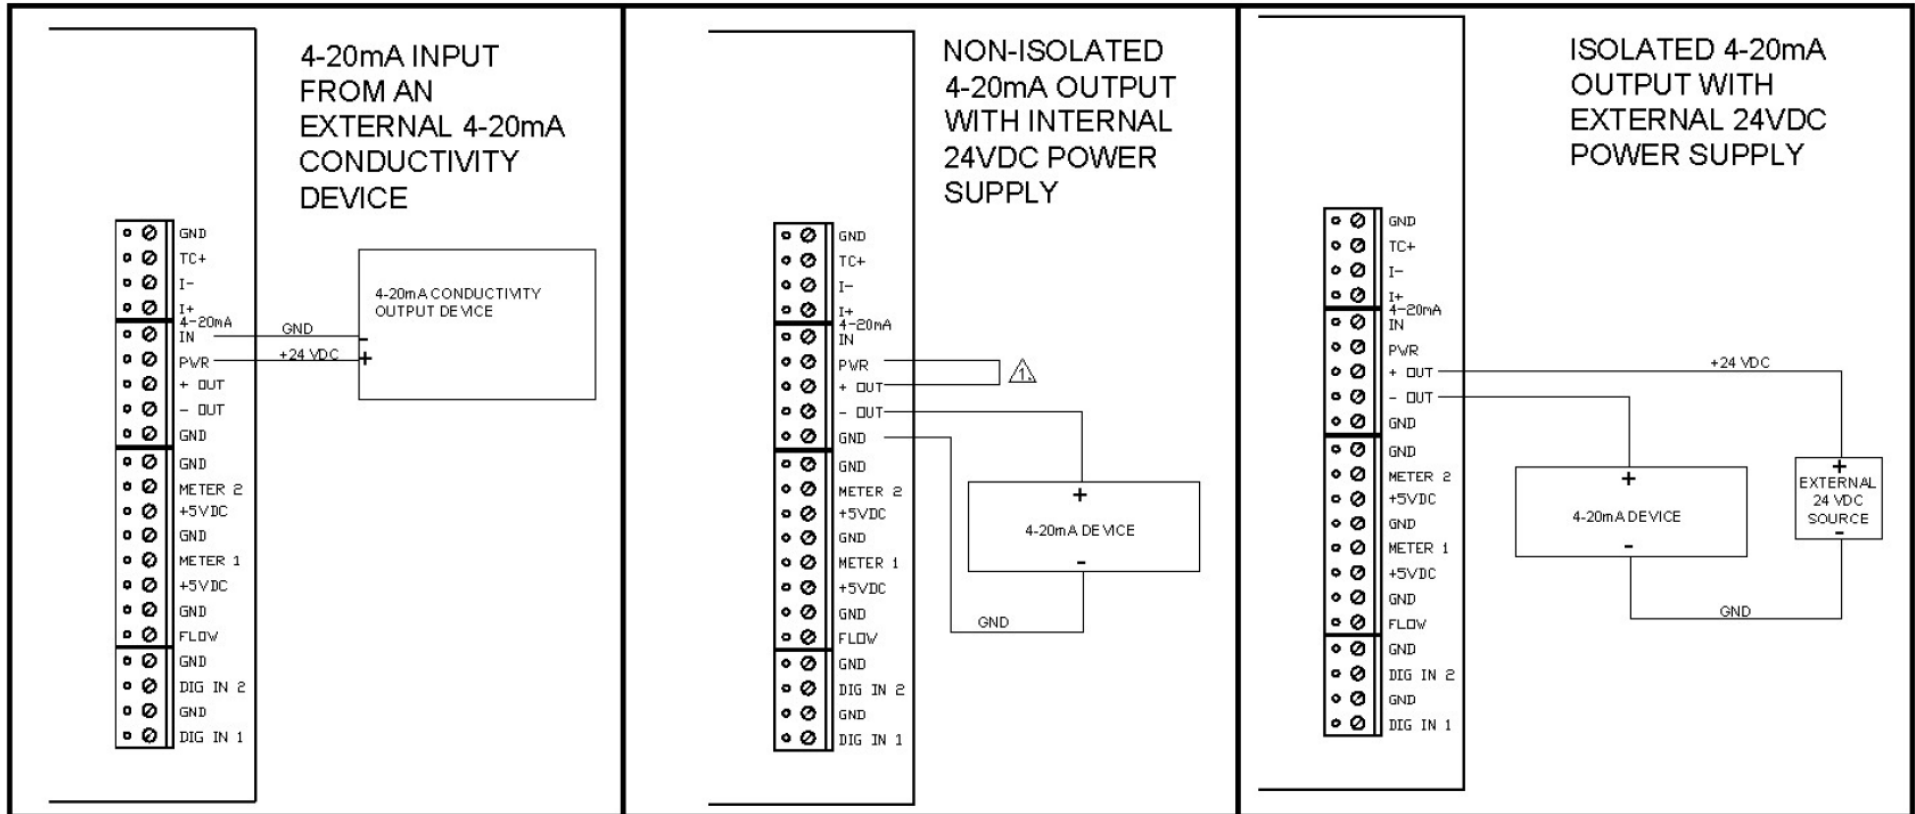 4-20mA INPUT
FROM AN
EXTERNAL 4-20mA
CONDUCTIVITY
DEVICE
GND
TC+
I-
I+
4-20mA
IN
PWR
+ OUT
- OUT
GND
GND
METER 2
+5VDC
GND
METER 1
+5VDC
GND
FLOW
GND
DIG IN 2
GND
DIG IN 1
GND
+24 VDC
-
+
4-20mA CONDUCTIVITY
OUTPUT DEVICE
NON-ISOLATED
4-20mA OUTPUT
WITH INTERNAL
24VDC POWER
SUPPLY
GND
TC+
I-
I+
4-20mA
IN
PWR
+ OUT
- OUT
GND
GND
METER 2
+5VDC
GND
METER 1
+5VDC
GND
FLOW
GND
DIG IN 2
GND
DIG IN 1
1.
+
4-20mA DEVICE
-
GND
ISOLATED 4-20mA
OUTPUT WITH
EXTERNAL 24VDC
POWER SUPPLY
GND
TC+
I-
I+
4-20mA
IN
PWR
+ OUT
- OUT
GND
GND
METER 2
+5VDC
GND
METER 1
+5VDC
GND
FLOW
GND
DIG IN 2
GND
DIG IN 1
+24 VDC
+
4-20mA DEVICE
-
+
EXTERNAL
24 VDC
SOURCE
-
GND